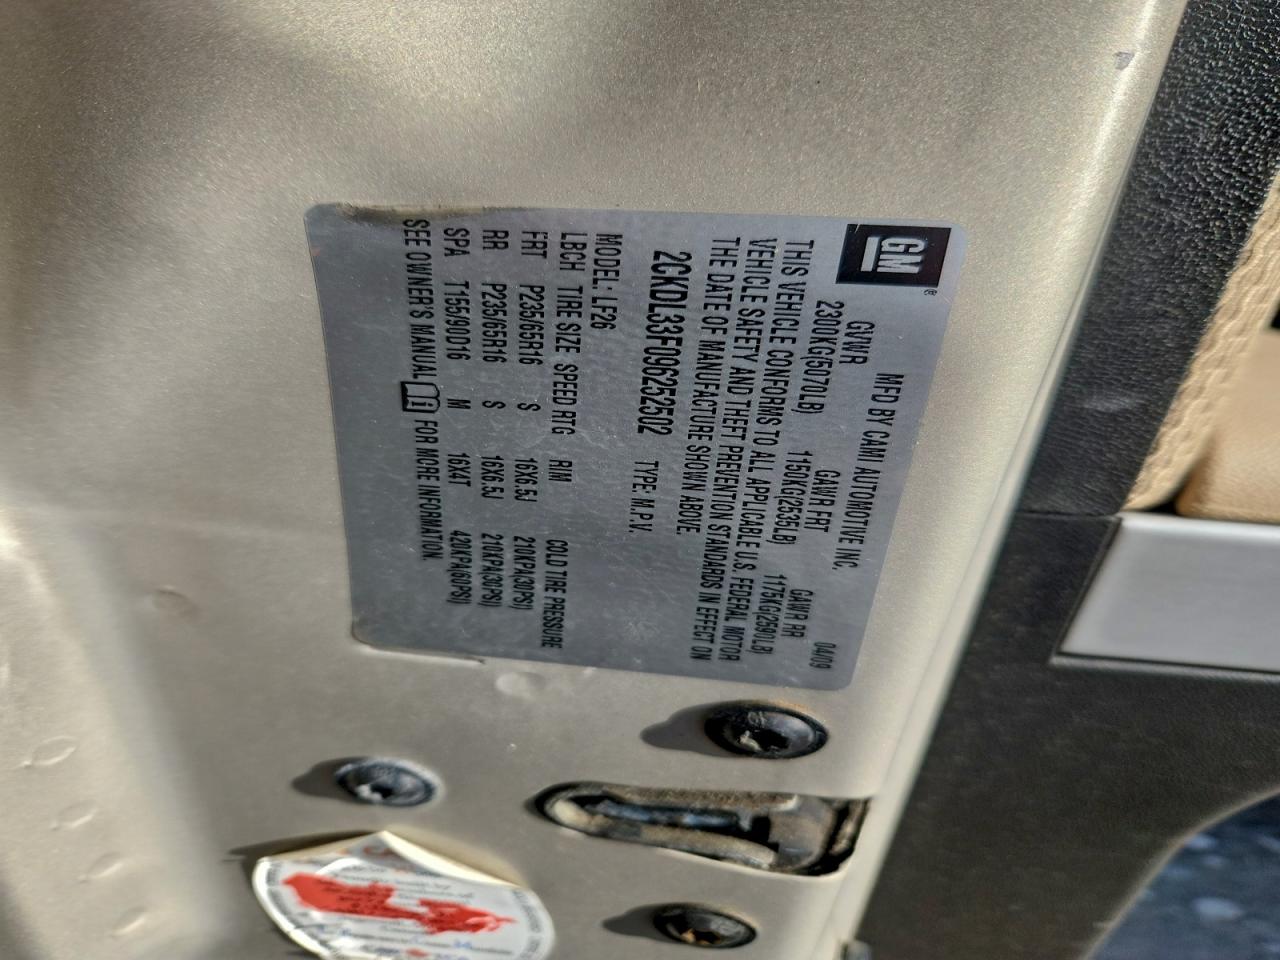 GM®
MFD BY CAMI AUTOMOTIVE INC. 04/09
GVWR GAWR FRT GAWR RR
2300KG(5070LB) 1150KG(2535LB) 1175KG(2590LB)
THIS VEHICLE CONFORMS TO ALL APPLICABLE U.S. FEDERAL MOTOR
VEHICLE SAFETY AND THEFT PREVENTION STANDARDS IN EFFECT ON
THE DATE OF MANUFACTURE SHOWN ABOVE.
2CKDL33F096252502 TYPE: M.P.V.
MODEL: LF26
LBCH TIRE SIZE SPEED RTG RIM COLD TIRE PRESSURE
FRT P235/65R16 S 16X6.5J 210KPA(30PSI)
RR P235/65R16 S 16X6.5J 210KPA(30PSI)
SPA T155/90D16 M 16X4T 420KPA(60PSI)
SEE OWNER'S MANUAL FOR MORE INFORMATION.